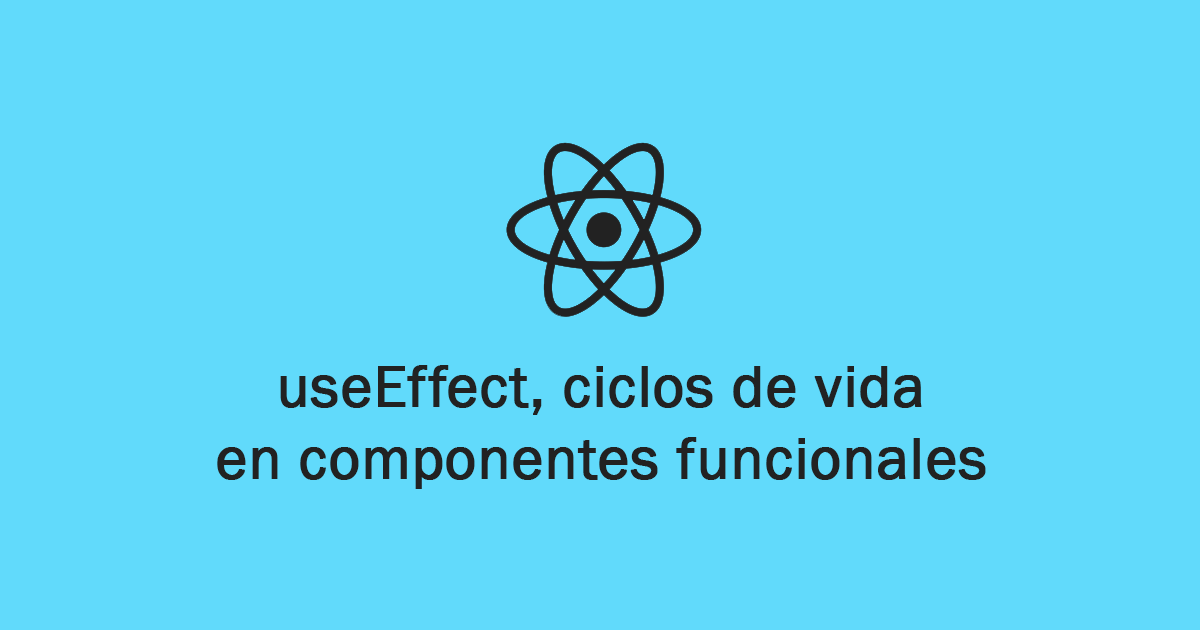 useEffect, ciclos de vida
en componentes funcionales